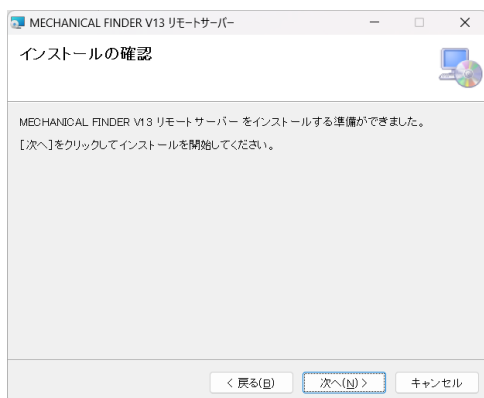 MECHANICAL FINDER V13 リモートサーバー
インストールの確認
MECHANICAL FINDER V13 リモートサーバー をインストールする準備ができました。
[次へ]をクリックしてインストールを開始してください。
< 戻る(B)
次へ(N) >
キャンセル